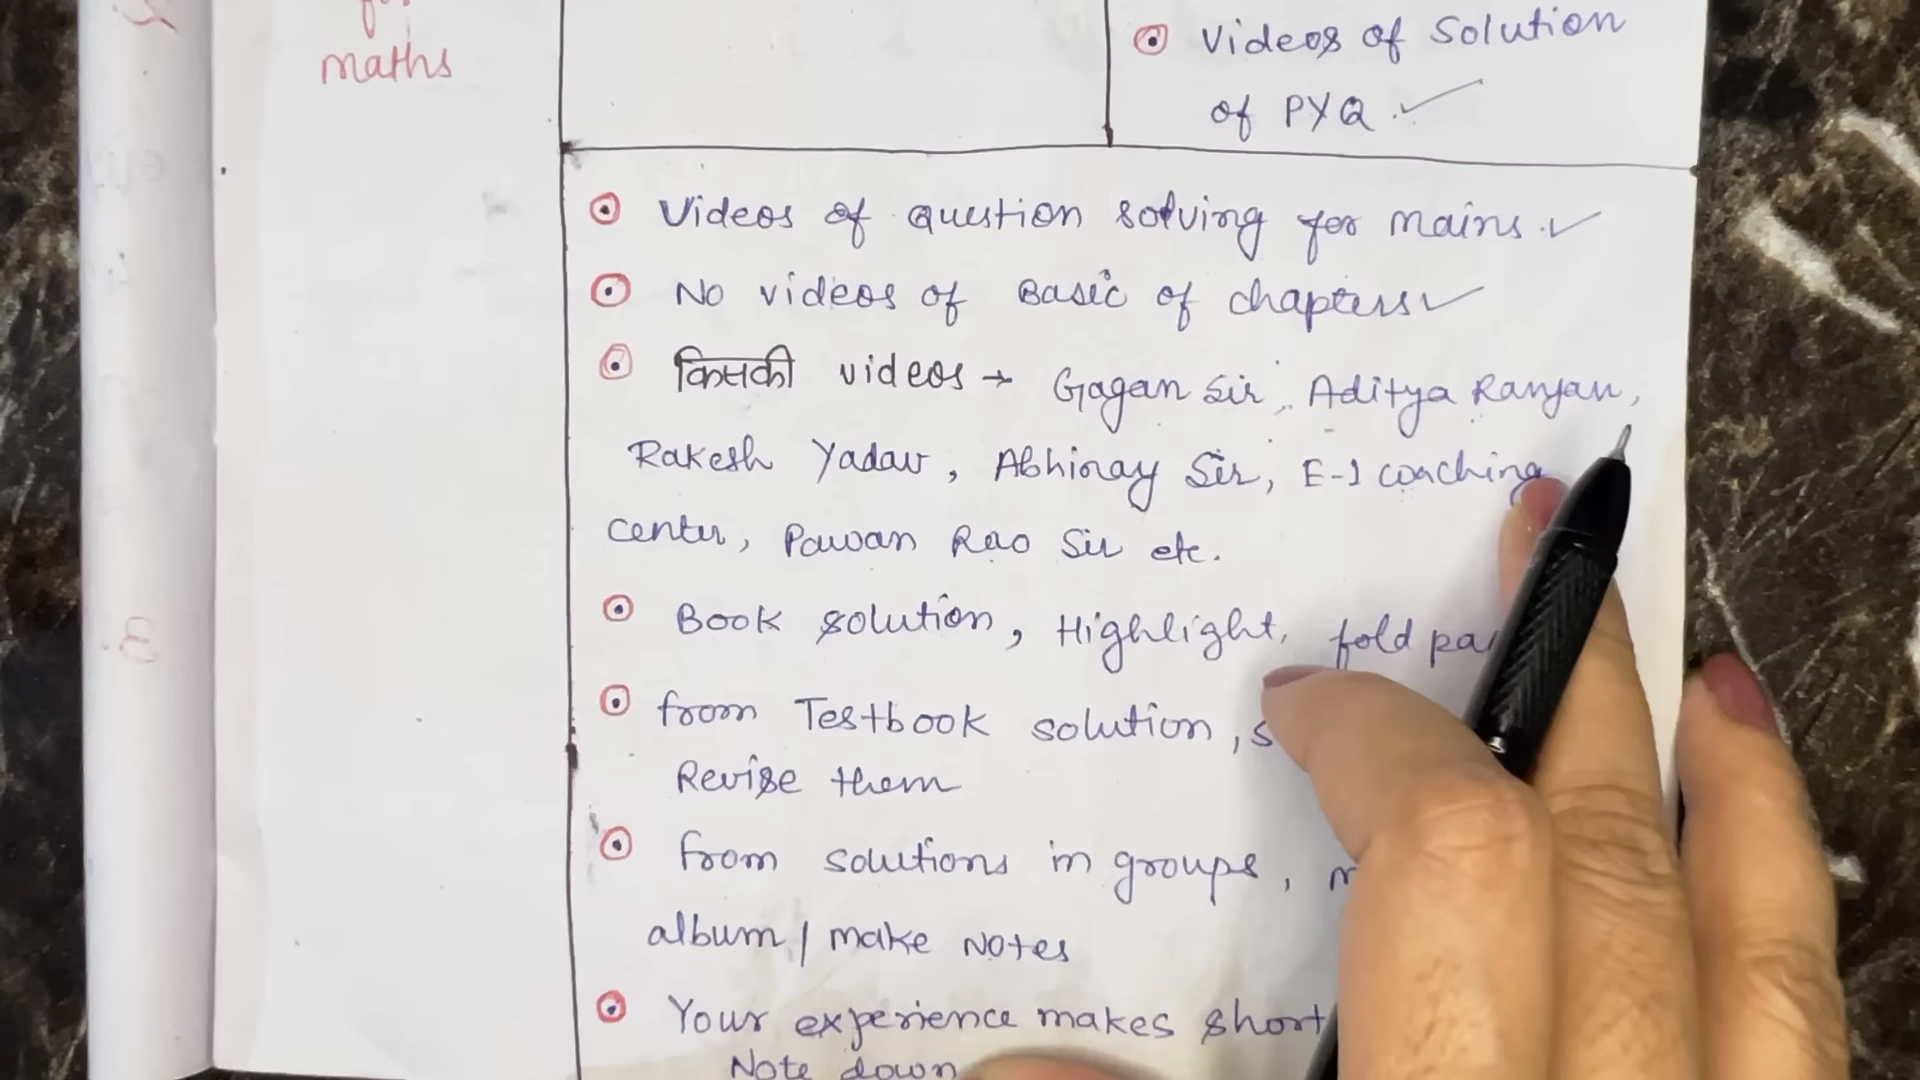 maths
Videos of Solution
of PYQ.
Videos of Question solving for mains.
No videos of Basic of chapters
किसकी videos → Gagan Sir, Aditya Ranjan,
Rakesh Yadav, Abhinay Sir, E-1 coaching
center, Pawan Rao Sir etc.
Book solution, Highlight, fold
from Testbook solution,
Revise them
from solutions in groups,
album/make Notes
Your experience makes short
Note down